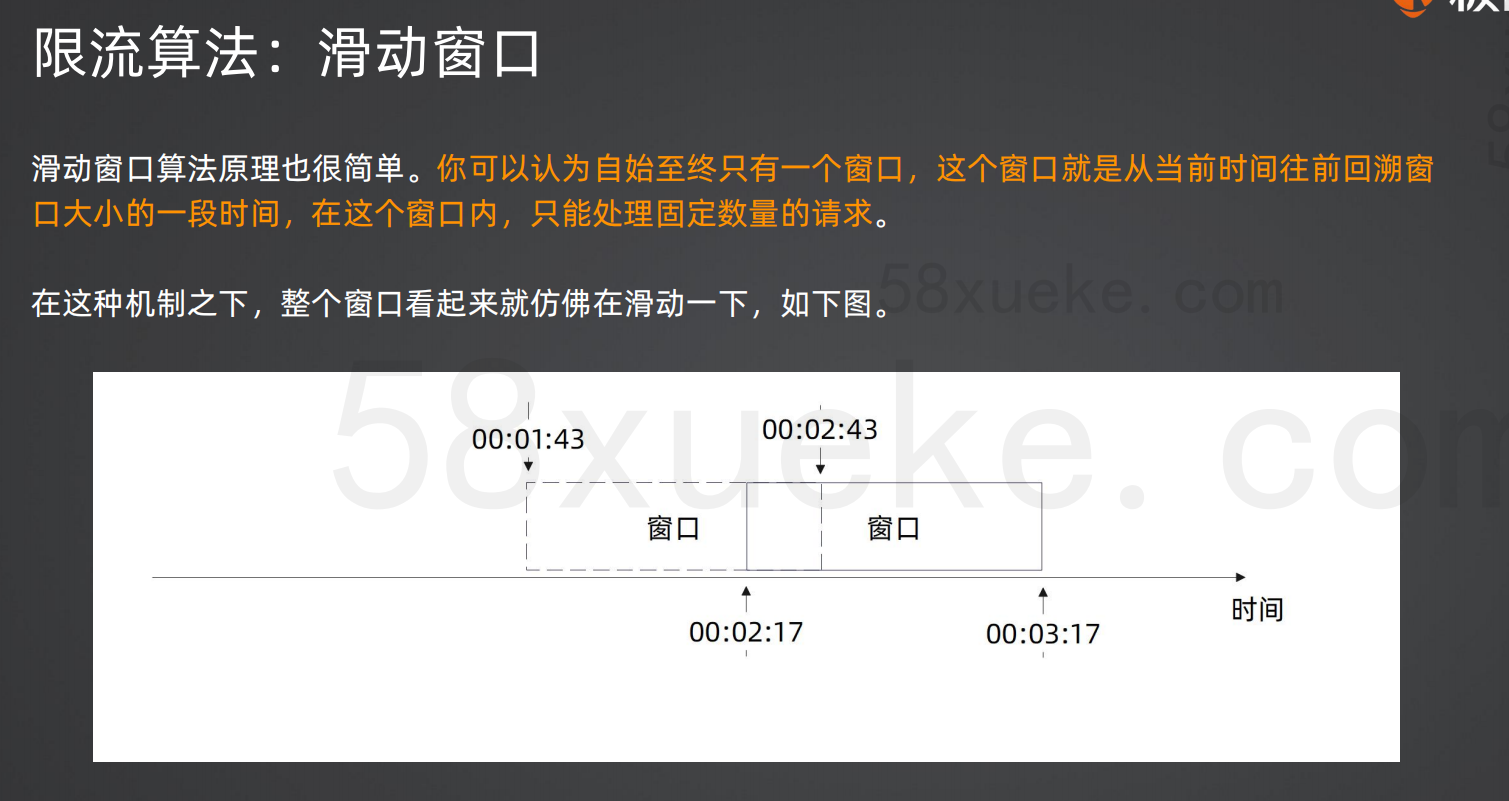 限流算法：滑动窗口
滑动窗口算法原理也很简单。你可以认为自始至终只有一个窗口，这个窗口就是从当前时间往前回溯窗
口大小的一段时间，在这个窗口内，只能处理固定数量的请求。
在这种机制之下，整个窗口看起来就仿佛在滑动一下，如下图。
58xueke.com
58xueke.com
00:01:43
00:02:43
窗口
窗口
00:02:17
00:03:17
时间